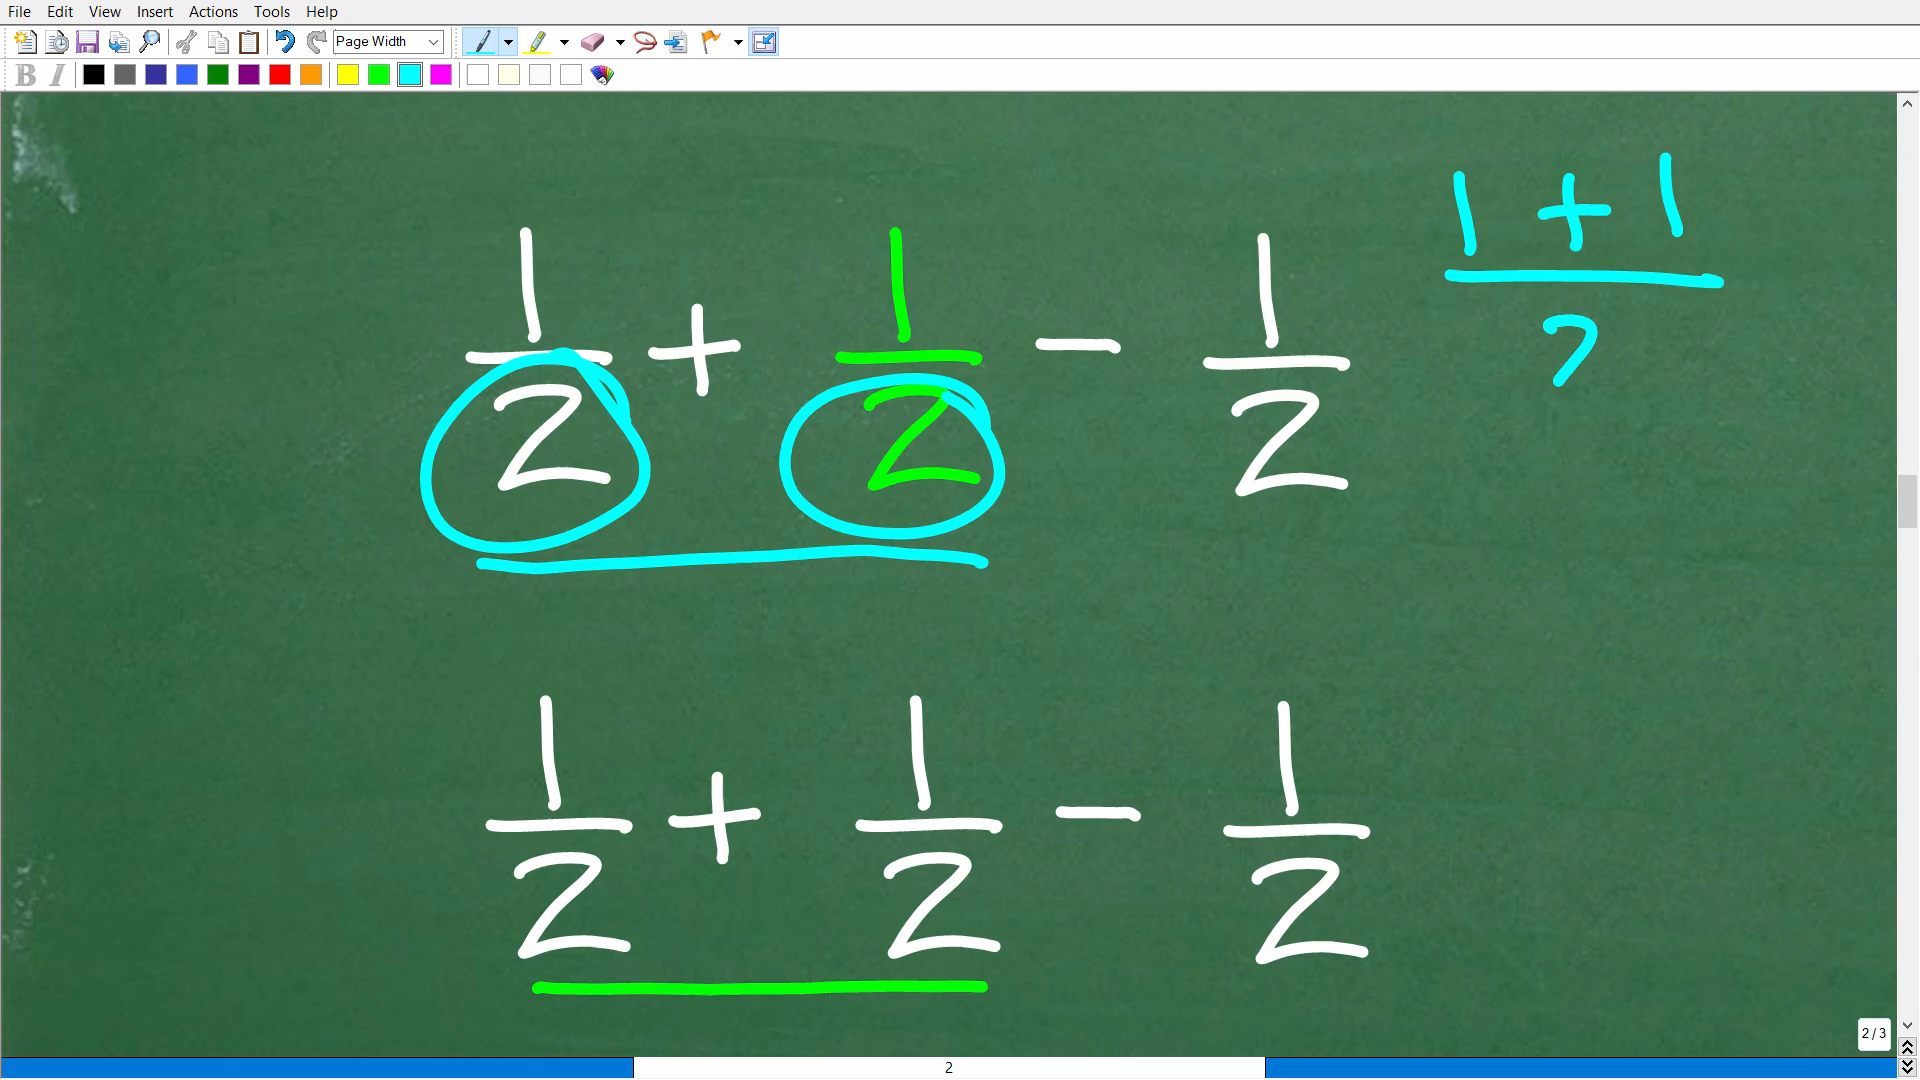 File Edit View Insert Actions Tools Help
Page Width
B I
1/2 + 1/2 - 1/2
1 + 1
1/2 + 1/2 - 1/2
2 / 3
2